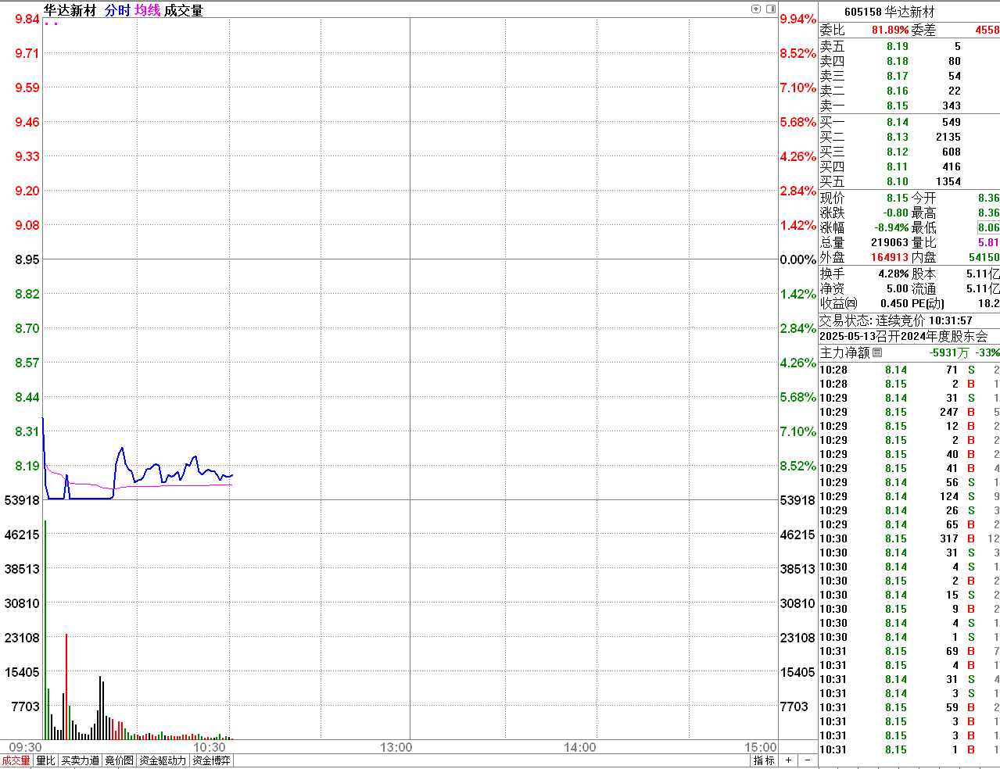 华达新材 分时 均线 成交量
9.84 9.94%
9.71 8.52%
9.59 7.10%
9.46 5.68%
9.33 4.26%
9.20 2.84%
9.08 1.42%
8.95 0.00%
8.82 1.42%
8.70 2.84%
8.57 4.26%
8.44 5.68%
8.31 7.10%
8.19 8.52%
53918 53918
46215 46215
38513 38513
30810 30810
23108 23108
15405 15405
7703 7703
09:30 10:30 13:00 14:00 15:00
成交量 量比 买卖力道 竞价图 资金驱动力 资金博弈 指标 + -
605158 华达新材
委比 81.89% 委差 4558
卖五 8.19 5
卖四 8.18 80
卖三 8.17 54
卖二 8.16 22
卖一 8.15 343
买一 8.14 549
买二 8.13 2135
买三 8.12 608
买四 8.11 416
买五 8.10 1354
现价 8.15 今开 8.36
涨跌 -0.80 最高 8.36
涨幅 -8.94% 最低 8.06
总量 219063 量比 5.81
外盘 164913 内盘 54150
换手 4.28% 股本 5.11亿
净资 5.00 流通 5.11亿
收益㈣ 0.450 PE(动) 18.2
交易状态: 连续竞价 10:31:57
2025-05-13召开2024年度股东会
主力净额 -5931万 -33%
10:28 8.14 71 S 2
10:28 8.15 2 B 1
10:29 8.14 31 S 1
10:29 8.15 247 B 5
10:29 8.15 12 B 2
10:29 8.15 2 B 2
10:29 8.15 40 B 2
10:29 8.15 41 B 4
10:29 8.14 56 S 1
10:29 8.14 124 S 9
10:29 8.14 26 S 3
10:29 8.14 65 B 2
10:30 8.15 317 B 12
10:30 8.14 31 S 3
10:30 8.14 4 S 1
10:30 8.15 2 B 2
10:30 8.14 15 S 2
10:30 8.15 9 B 2
10:30 8.14 4 S 1
10:30 8.14 1 S 1
10:31 8.15 69 B 7
10:31 8.15 4 B 1
10:31 8.14 31 S 4
10:31 8.14 3 S 1
10:31 8.15 59 B 2
10:31 8.15 3 B 1
10:31 8.15 3 B 1
10:31 8.15 1 B 1